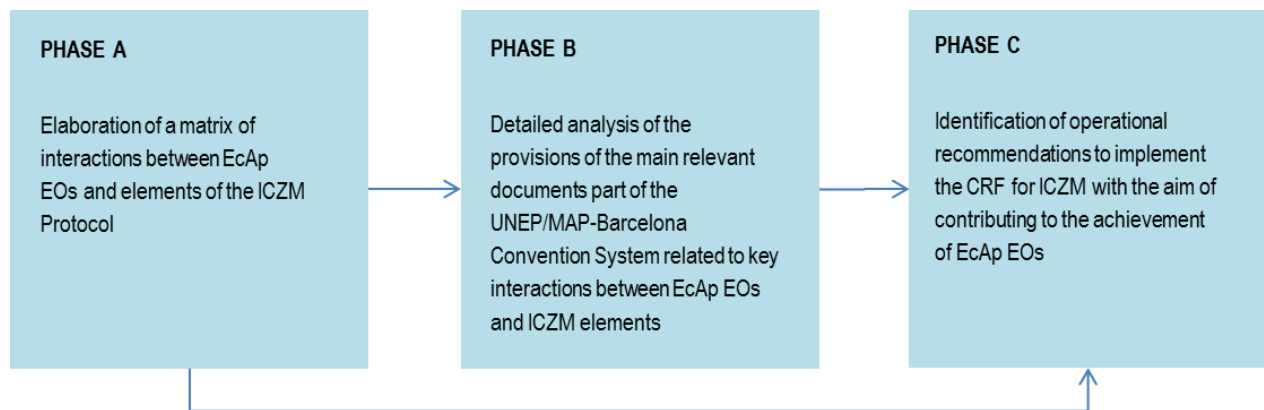 PHASE A
Elaboration of a matrix of
interactions between EcAp
EOs and elements of the ICZM
Protocol
PHASE B
Detailed analysis of the
provisions of the main relevant
documents part of the
UNEP/MAP-Barcelona
Convention System related to key
interactions between EcAp EOs
and ICZM elements
PHASE C
Identification of operational
recommendations to implement
the CRF for ICZM with the aim of
contributing to the achievement
of EcAp EOs